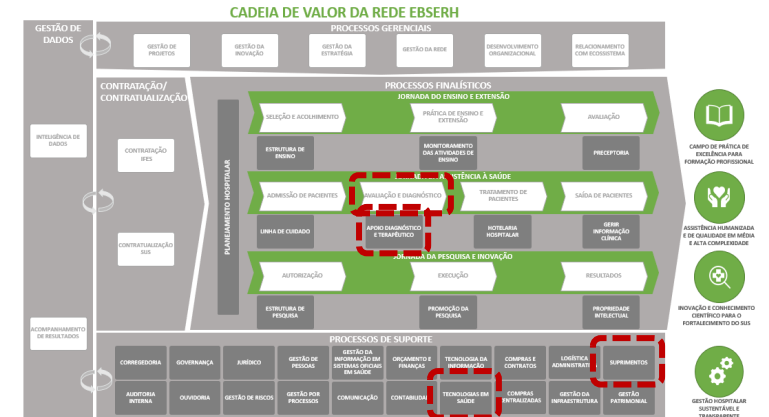 CADEIA DE VALOR DA REDE EBSERH
GESTÃO DE
DADOS
PROCESSOS GERENCIAIS
GESTÃO DE
PROJETOS
GESTÃO DA
INOVAÇÃO
GESTÃO DA
ESTRATÉGIA
GESTÃO DA REDE
DESENVOLVIMENTO
ORGANIZACIONAL
RELACIONAMENTO
COM ECOSSISTEMA
INTELIGÊNCIA DE
DADOS
ACOMPANHAMENTO
DE RESULTADOS
CONTRATAÇÃO/
CONTRATUALIZAÇÃO
CONTRATAÇÃO
IFES
CONTRATUALIZAÇÃO
SUS
PLANEJAMENTO HOSPITALAR
PROCESSOS FINALÍSTICOS
JORNADA DO ENSINO E EXTENSÃO
SELEÇÃO E ACOLHIMENTO
PRÁTICA DE ENSINO E
EXTENSÃO
AVALIAÇÃO
ESTRUTURA DE
ENSINO
MONITORAMENTO
DAS ATIVIDADES DE
ENSINO
PRECEPTORIA
ASSISTÊNCIA À SAÚDE
ADMISSÃO DE PACIENTES
AVALIAÇÃO E DIAGNÓSTICO
TRATAMENTO DE
PACIENTES
SAÍDA DE PACIENTES
LINHA DE CUIDADO
APOIO DIAGNÓSTICO
E TERAPÊUTICO
HOTELARIA
HOSPITALAR
GERIR
INFORMAÇÃO
CLÍNICA
JORNADA DA PESQUISA E INOVAÇÃO
AUTORIZAÇÃO
EXECUÇÃO
RESULTADOS
ESTRUTURA DE
PESQUISA
PROMOÇÃO DA
PESQUISA
PROPRIEDADE
INTELECTUAL
PROCESSOS DE SUPORTE
CORREGEDORIA
GOVERNANÇA
JURÍDICO
GESTÃO DE
PESSOAS
GESTÃO DA
INFORMAÇÃO EM
SISTEMAS OFICIAIS
EM SAÚDE
ORÇAMENTO E
FINANÇAS
TECNOLOGIA DA
INFORMAÇÃO
COMPRAS E
CONTRATOS
LOGÍSTICA
ADMINISTRATIVA
SUPRIMENTOS
AUDITORIA
INTERNA
OUVIDORIA
GESTÃO DE RISCOS
GESTÃO POR
PROCESSOS
COMUNICAÇÃO
CONTABILIDADE
TECNOLOGIAS EM
SAÚDE
COMPRAS
CENTRALIZADAS
GESTÃO DA
INFRAESTRUTURA
GESTÃO
PATRIMONIAL
CAMPO DE PRÁTICA DE
EXCELÊNCIA PARA
FORMAÇÃO PROFISSIONAL
ASSISTÊNCIA HUMANIZADA
E DE QUALIDADE EM MÉDIA
E ALTA COMPLEXIDADE
INOVAÇÃO E CONHECIMENTO
CIENTÍFICO PARA O
FORTALECIMENTO DO SUS
GESTÃO HOSPITALAR
SUSTENTÁVEL E
TRANSPARENTE